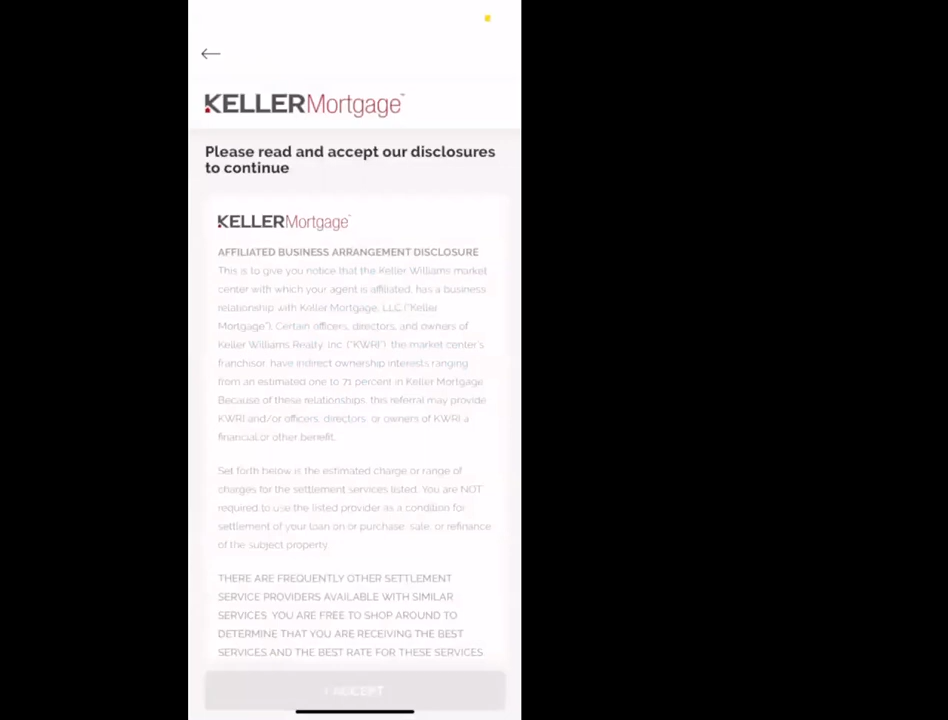 KELLERMortgage™
Please read and accept our disclosures
to continue
KELLERMortgage™
AFFILIATED BUSINESS ARRANGEMENT DISCLOSURE
This is to give you notice that the Keller Williams market
center with which your agent is affiliated, has a business
relationship with Keller Mortgage, LLC ("Keller
Mortgage"). Certain officers, directors, and owners of
Keller Williams Realty, Inc. ("KWRI"), the market center's
franchisor, have indirect ownership interests ranging
from an estimated one to 71 percent in Keller Mortgage.
Because of these relationships, this referral may provide
KWRI and/or officers, directors, or owners of KWRI a
financial or other benefit.
Set forth below is the estimated charge or range of
charges for the settlement services listed. You are NOT
required to use the listed provider as a condition for
settlement of your loan on or purchase, sale, or refinance
of the subject property.
THERE ARE FREQUENTLY OTHER SETTLEMENT
SERVICE PROVIDERS AVAILABLE WITH SIMILAR
SERVICES. YOU ARE FREE TO SHOP AROUND TO
DETERMINE THAT YOU ARE RECEIVING THE BEST
SERVICES AND THE BEST RATE FOR THESE SERVICES
I ACCEPT